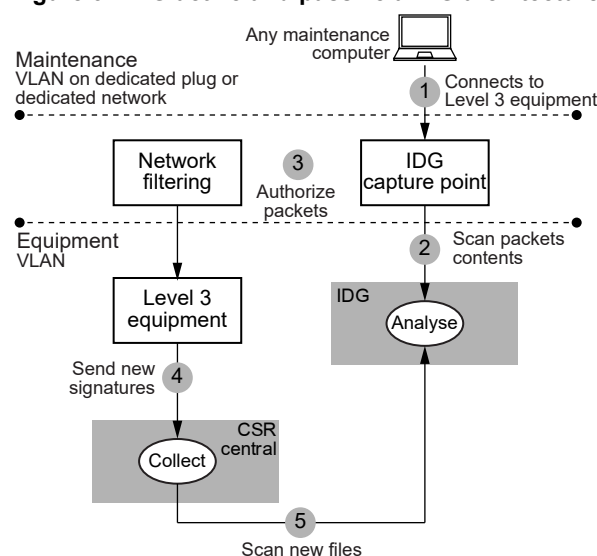 Any maintenance
computer
Maintenance
VLAN on dedicated plug or
dedicated network
1
Connects to
Level 3 equipment
Network
filtering
3
Authorize
packets
IDG
capture point
Equipment
VLAN
2
Scan packets
contents
Level 3
equipment
IDG
Analyse
Send new
signatures
4
CSR
central
Collect
5
Scan new files